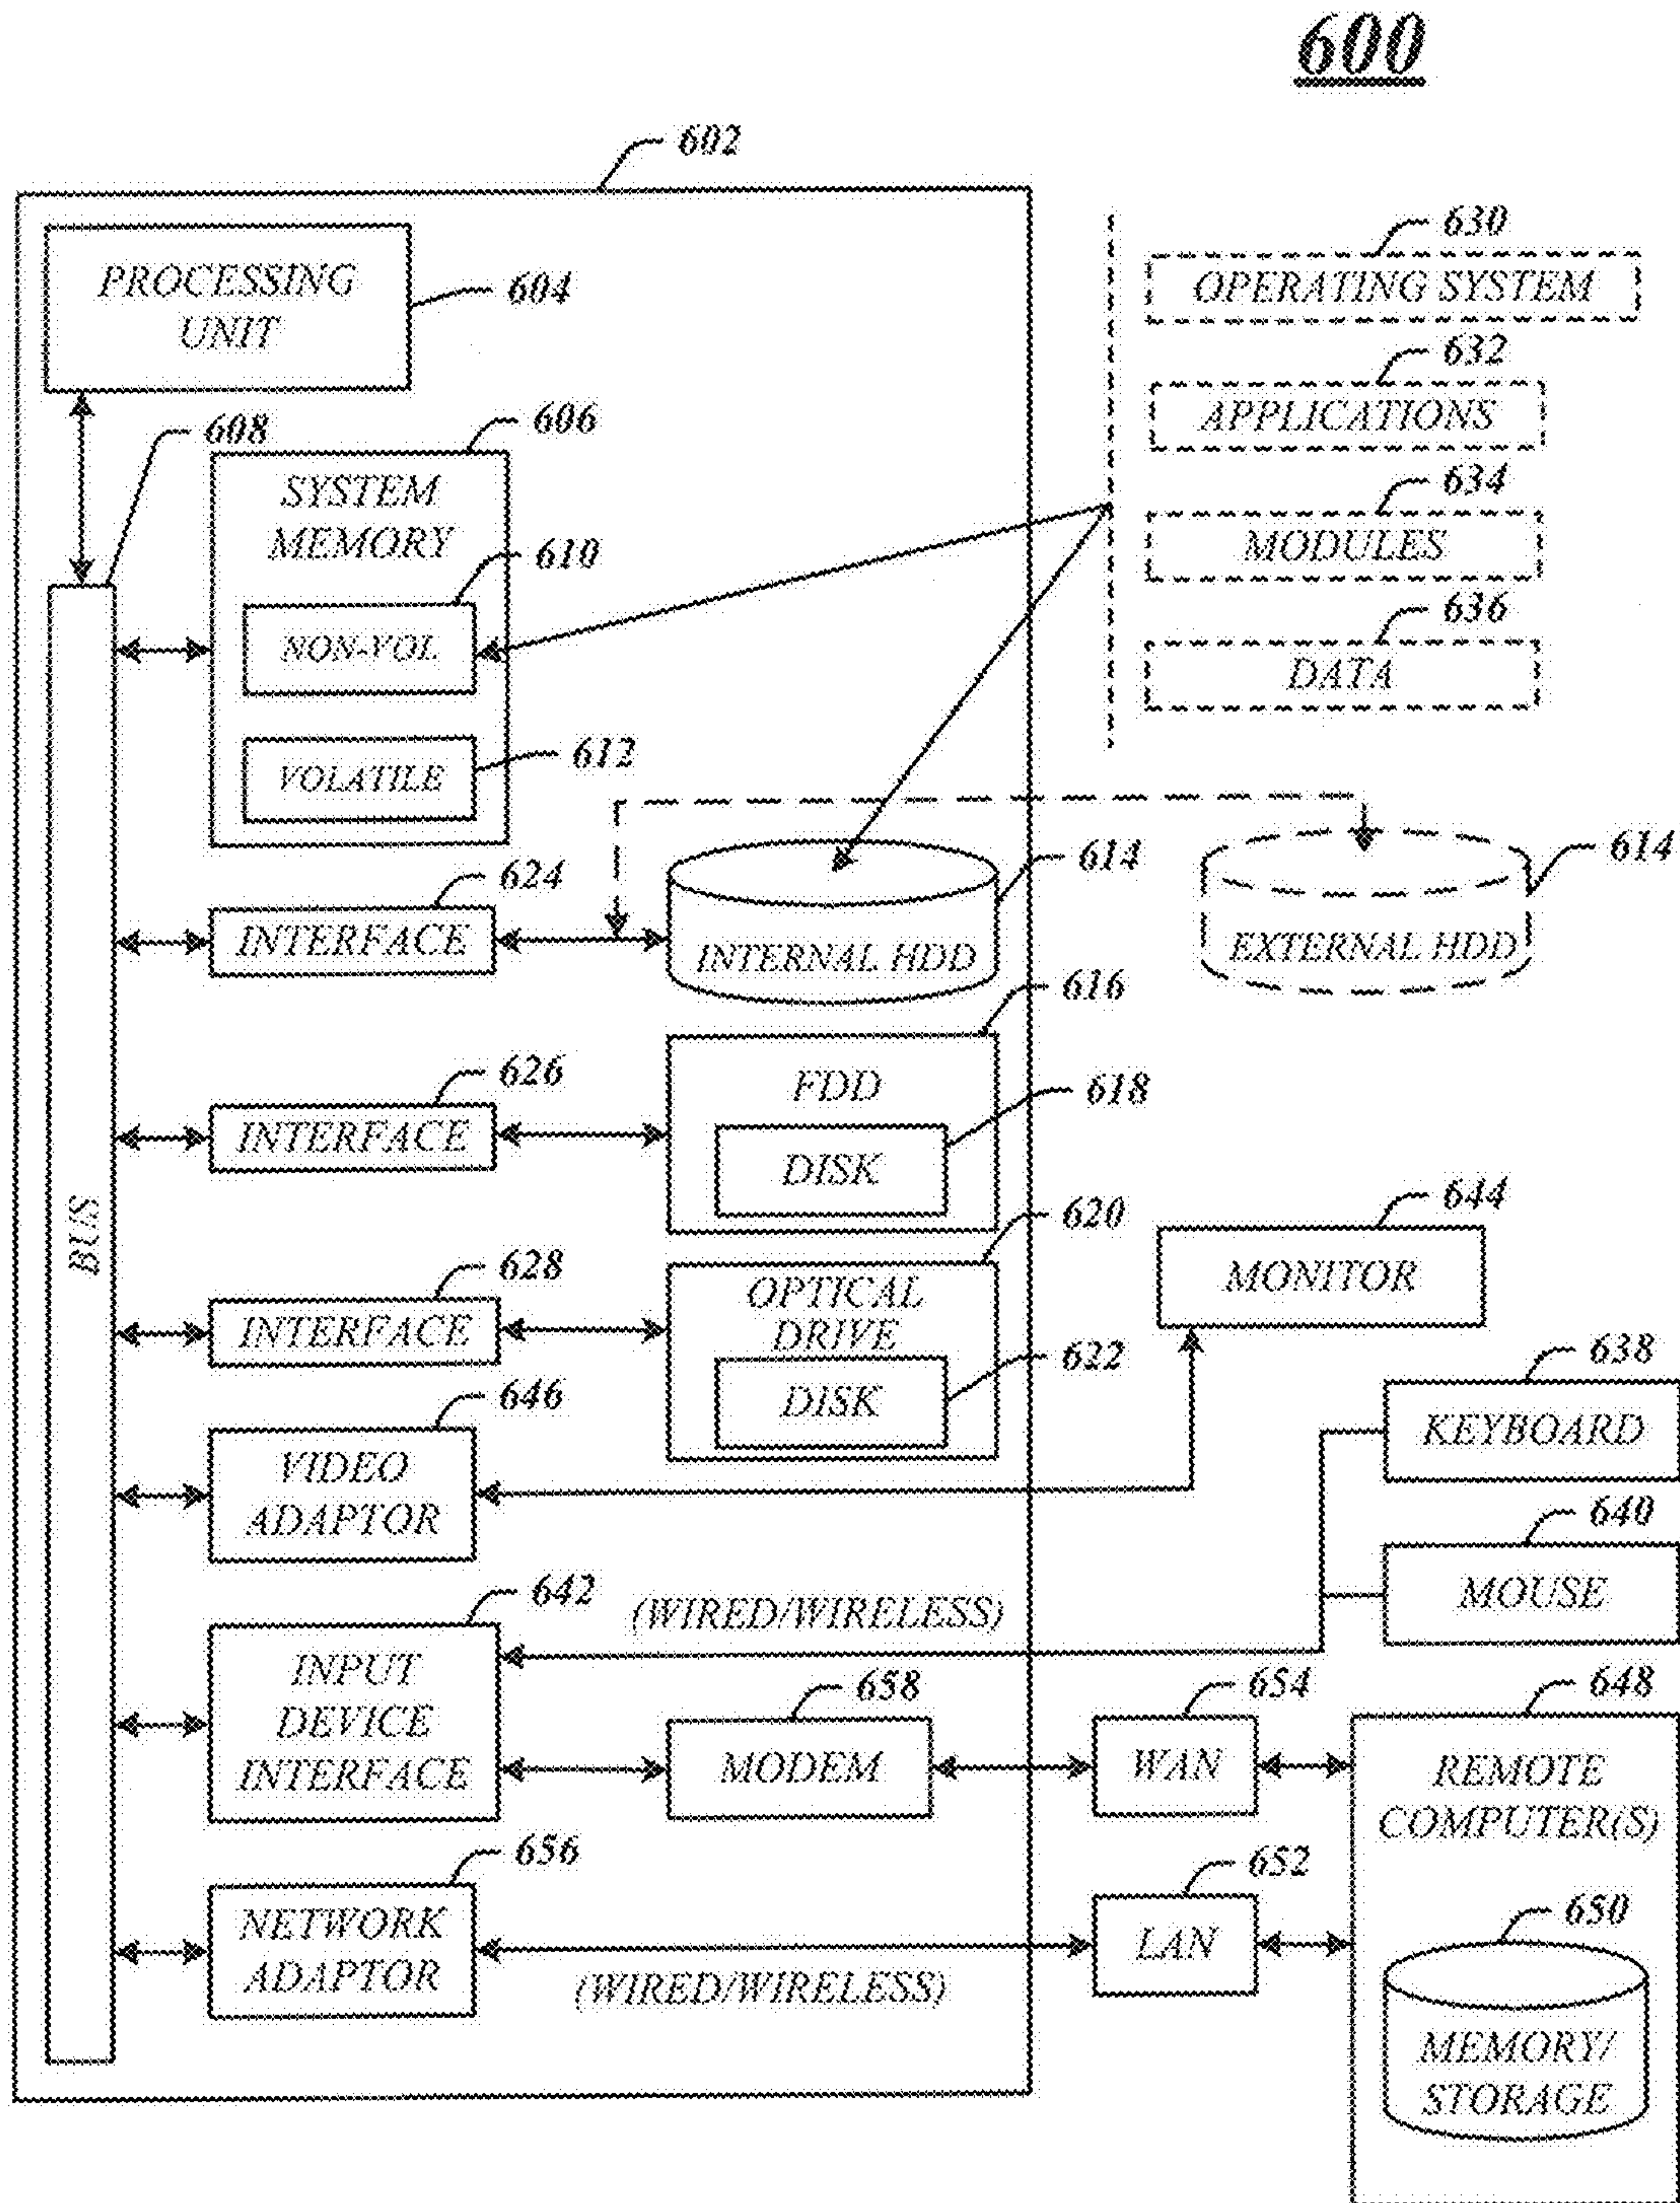 600
602
PROCESSING
UNIT
604
608
606
SYSTEM
MEMORY
610
NON-VOL
612
VOLATILE
630
OPERATING SYSTEM
632
APPLICATIONS
634
MODULES
636
DATA
624
INTERFACE
614
INTERNAL HDD
614
EXTERNAL HDD
616
626
INTERFACE
FDD
618
DISK
BUS
628
INTERFACE
620
OPTICAL
DRIVE
622
DISK
644
MONITOR
638
KEYBOARD
646
VIDEO
ADAPTOR
640
MOUSE
642
INPUT
DEVICE
INTERFACE
(WIRED/WIRELESS)
658
MODEM
654
WAN
648
REMOTE
COMPUTER(S)
656
NETWORK
ADAPTOR
(WIRED/WIRELESS)
652
LAN
650
MEMORY/
STORAGE